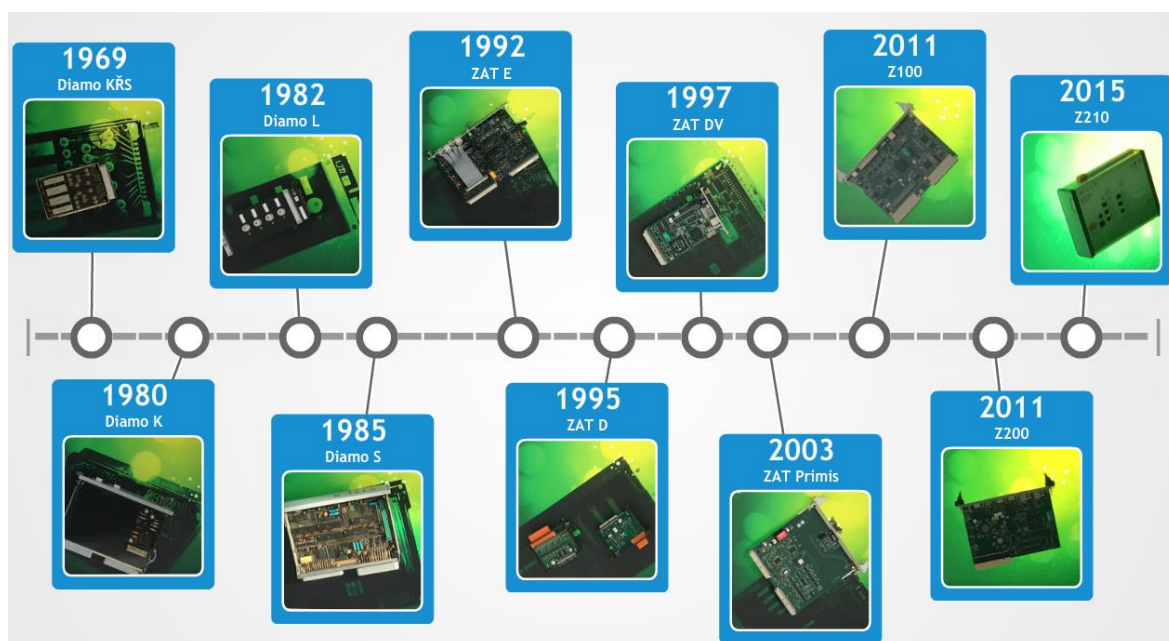 1969
Diamo KŘS
1980
Diamo K
1982
Diamo L
1985
Diamo S
1992
ZAT E
1995
ZAT D
1997
ZAT DV
2003
ZAT Primis
2011
Z100
2011
Z200
2015
Z210